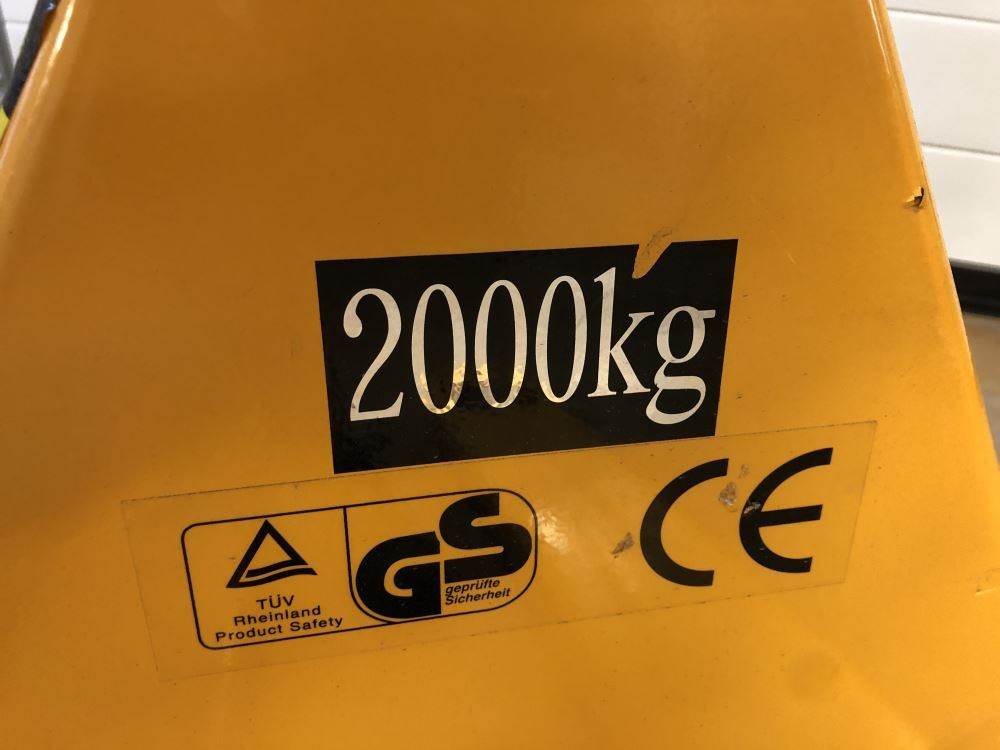 2000kg
TÜV
Rheinland
Product Safety
GS
geprüfte
Sicherheit
CE